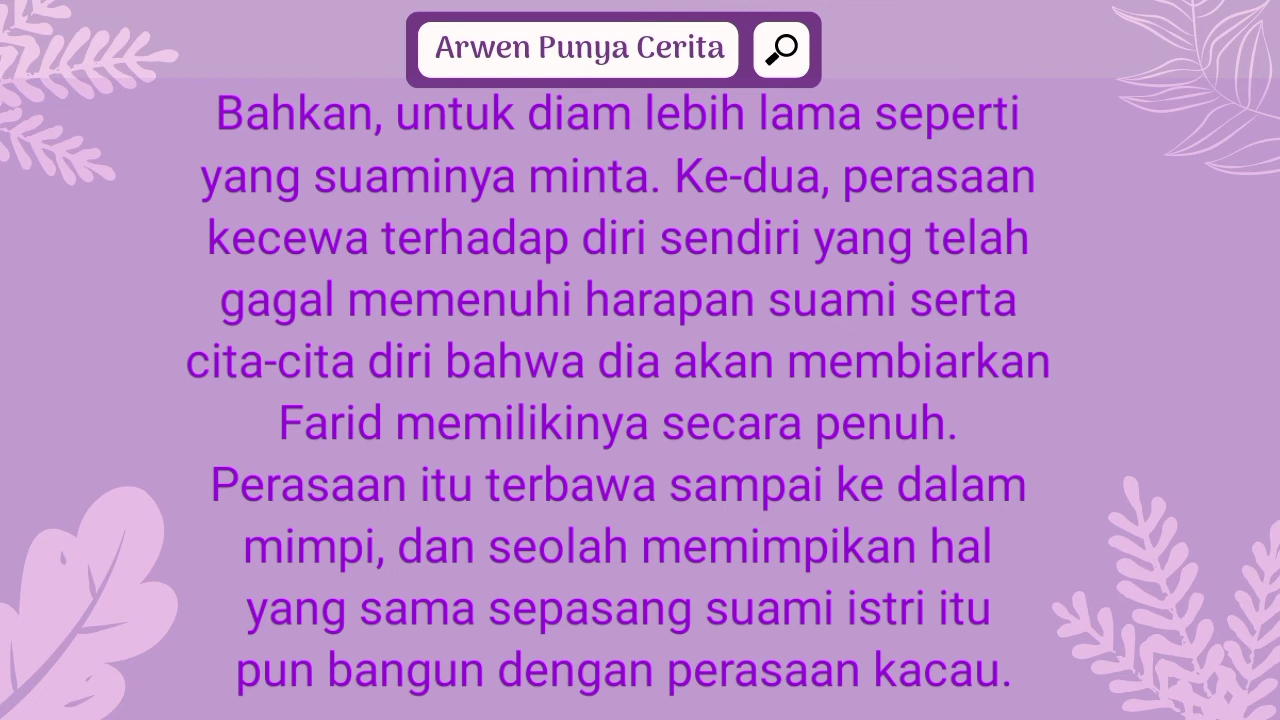 Arwen Punya Cerita
Bahkan, untuk diam lebih lama seperti
yang suaminya minta. Ke-dua, perasaan
kecewa terhadap diri sendiri yang telah
gagal memenuhi harapan suami serta
cita-cita diri bahwa dia akan membiarkan
Farid memilikinya secara penuh.
Perasaan itu terbawa sampai ke dalam
mimpi, dan seolah memimpikan hal
yang sama sepasang suami istri itu
pun bangun dengan perasaan kacau.